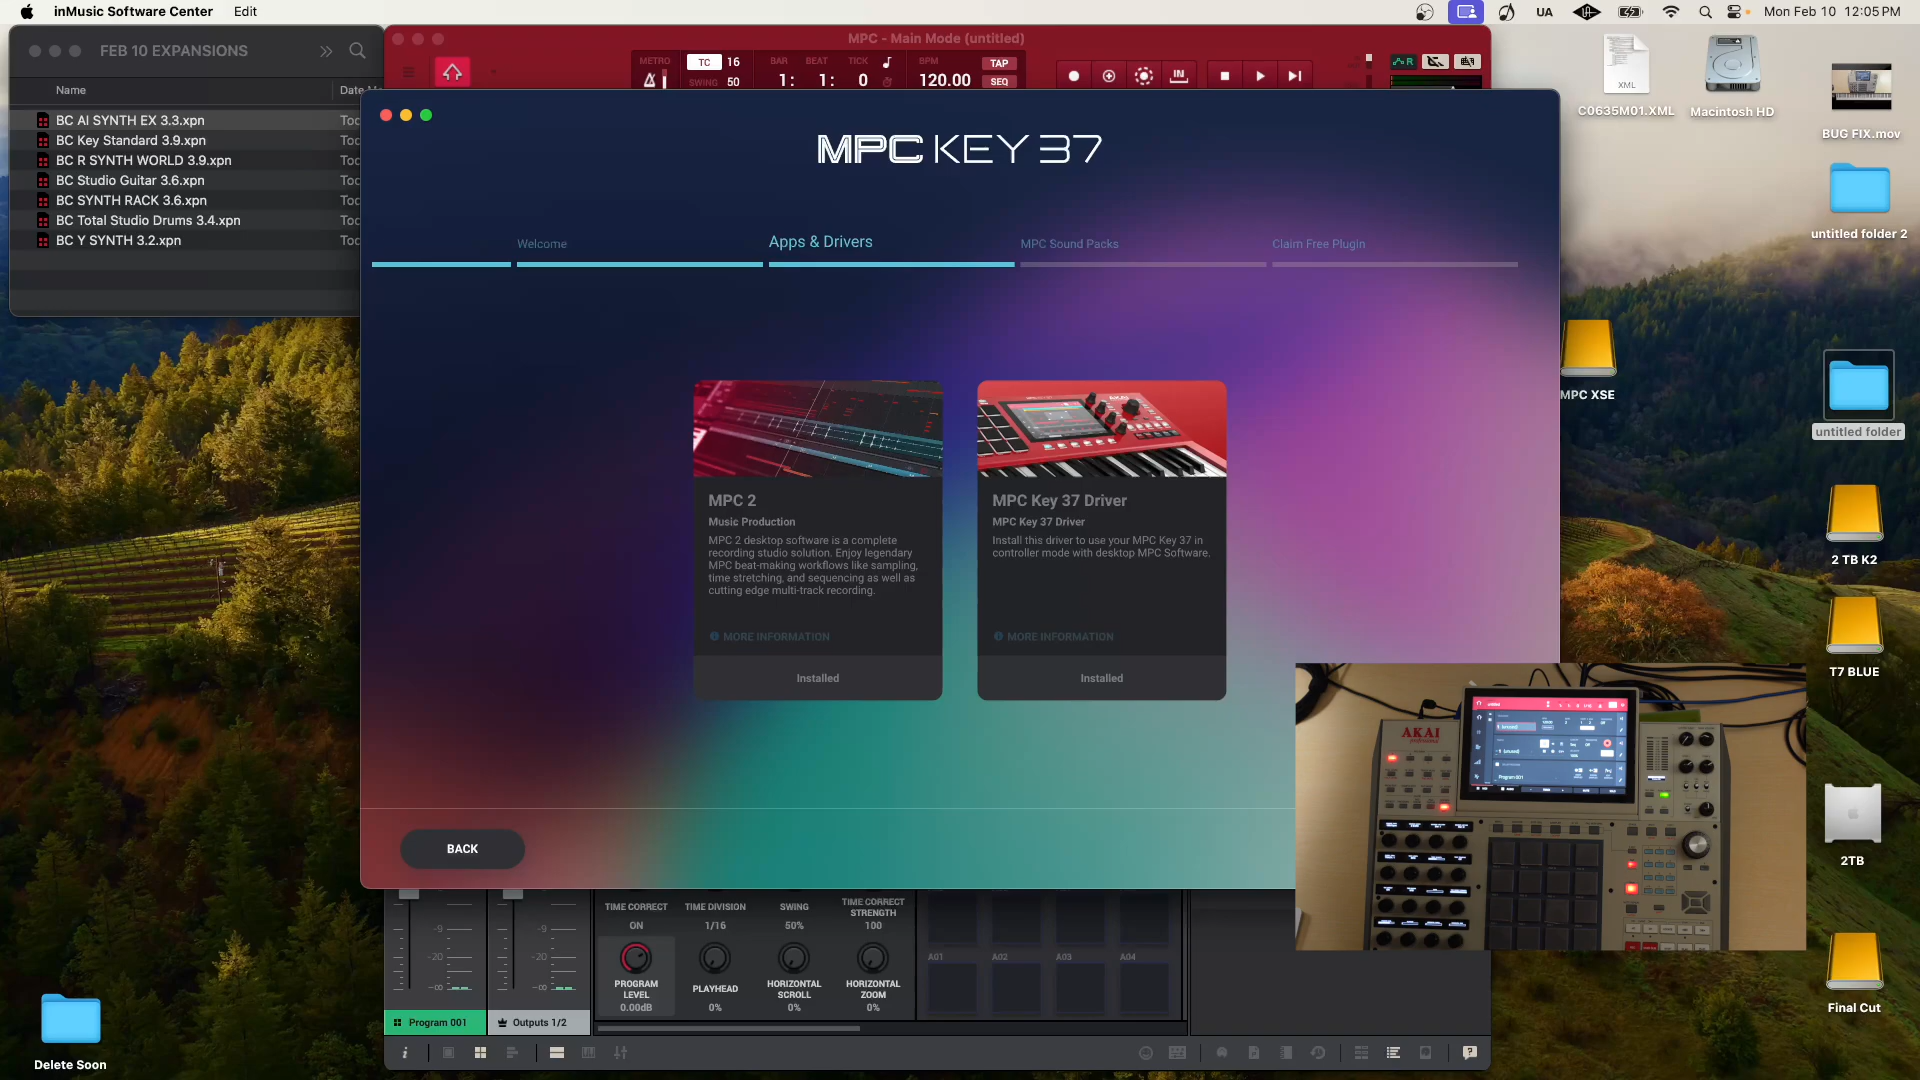 inMusic Software Center Edit
UA
Mon Feb 10 12:05 PM
FEB 10 EXPANSIONS
Name
BC AI SYNTH EX 3.3.xpn
BC Key Standard 3.9.xpn
BC R SYNTH WORLD 3.9.xpn
BC Studio Guitar 3.6.xpn
BC SYNTH RACK 3.6.xpn
BC Total Studio Drums 3.4.xpn
BC Y SYNTH 3.2.xpn
MPC - Main Mode (untitled)
METRO
TC 16
SWING 50
BAR BEAT TICK
1: 1: 0
BPM
120.00
TAP
SEQ
IN
R
MPC KEY 37
Welcome
Apps & Drivers
MPC Sound Packs
Claim Free Plugin
MPC 2
Music Production
MPC 2 desktop software is a complete
recording studio solution. Enjoy legendary
MPC beat-making workflows like sampling,
time stretching, and sequencing as well as
cutting edge multi-track recording.
MORE INFORMATION
Installed
MPC Key 37 Driver
MPC Key 37 Driver
Install this driver to use your MPC Key 37 in
controller mode with desktop MPC Software.
MORE INFORMATION
Installed
BACK
XML
C0635M01.XML
Macintosh HD
BUG FIX.mov
untitled folder 2
MPC XSE
untitled folder
2 TB K2
T7 BLUE
2TB
Final Cut
Delete Soon
AKAI
Program 001
TIME CORRECT
ON
TIME DIVISION
1/16
SWING
50%
TIME CORRECT
STRENGTH
100
PROGRAM
LEVEL
0.00dB
PLAYHEAD
0%
HORIZONTAL
SCROLL
0%
HORIZONTAL
ZOOM
0%
-9
-20
-∞
-9
-20
-∞
A01 A02 A03 A04
Program 001
Outputs 1/2